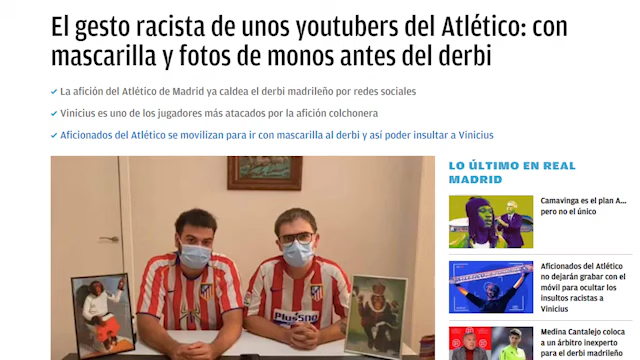 El gesto racista de unos youtubers del Atlético: con
mascarilla y fotos de monos antes del derbi
La afición del Atlético de Madrid ya caldea el derbi madrileño por redes sociales
Vinicius es uno de los jugadores más atacados por la afición colchonera
Aficionados del Atlético se movilizan para ir con mascarilla al derbi y así poder insultar a Vinicius
LO ÚLTIMO EN REAL
MADRID
Camavinga es el plan A...
pero no el único
Aficionados del Atlético
no dejarán grabar con el
móvil para ocultar los
insultos racistas a
Vinicius
Medina Cantalejo coloca
a un árbitro inexperto
para el derbi madrileño
Plus500